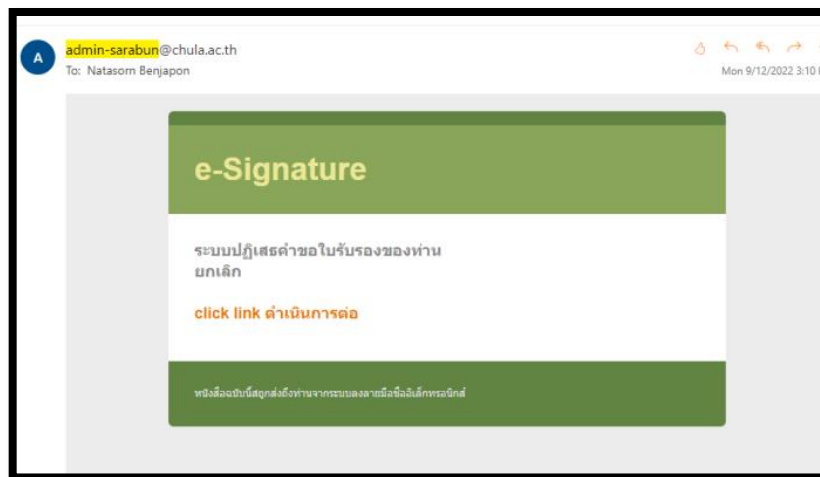 A
admin-sarabun@chula.ac.th
To: Natasorn Benjapon
Mon 9/12/2022 3:10
e-Signature
ระบบปฏิเสธคำขอใบรับรองของท่าน
ยกเลิก
click link ดำเนินการต่อ
หนังสือฉบับนี้สถูกส่งถึงท่านจากระบบลงลายมือชื่ออิเล็กทรอนิกส์